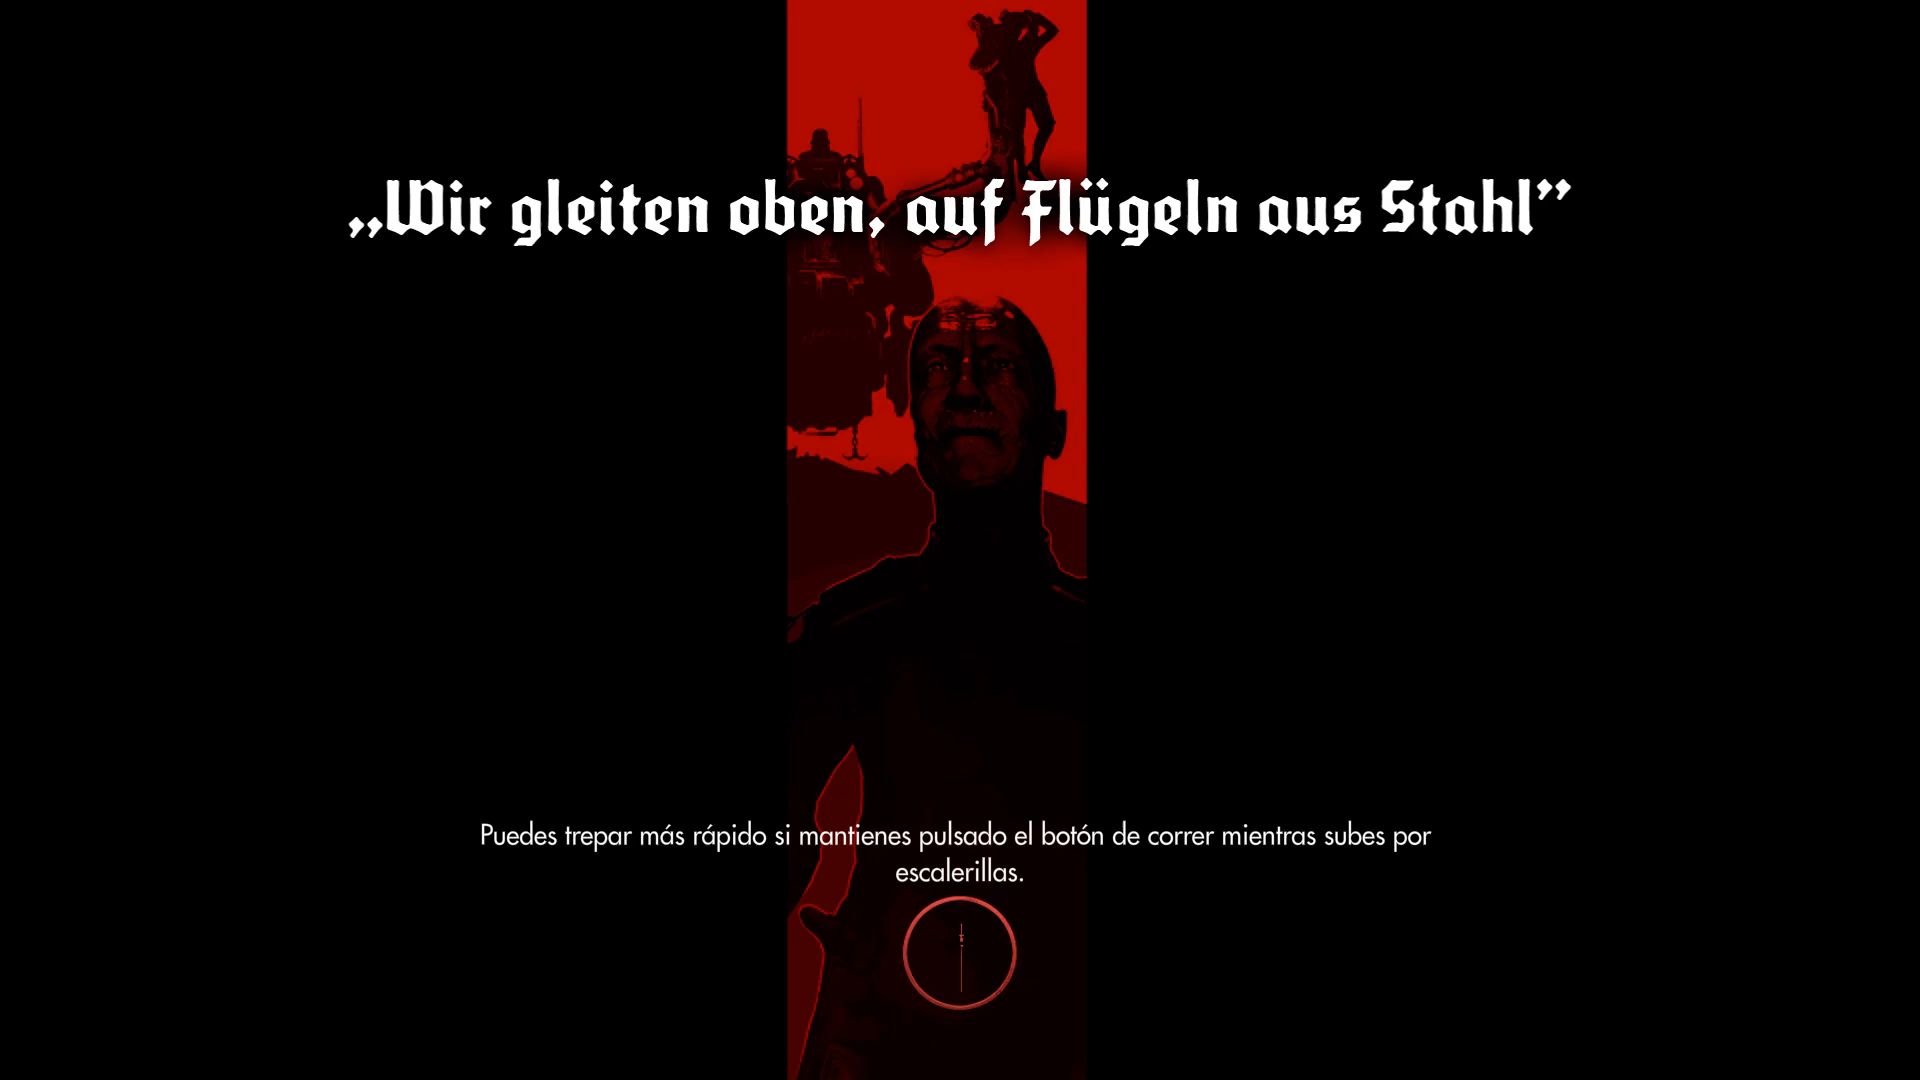 „Wir gleiten oben, auf Flügeln aus Stahl”
Puedes trepar más rápido si mantienes pulsado el botón de correr mientras subes por
escalerillas.